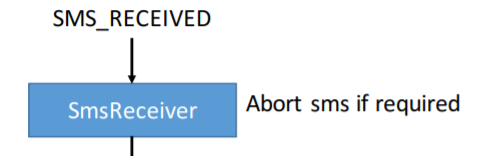 SMS_RECEIVED
SmsReceiver
Abort sms if required